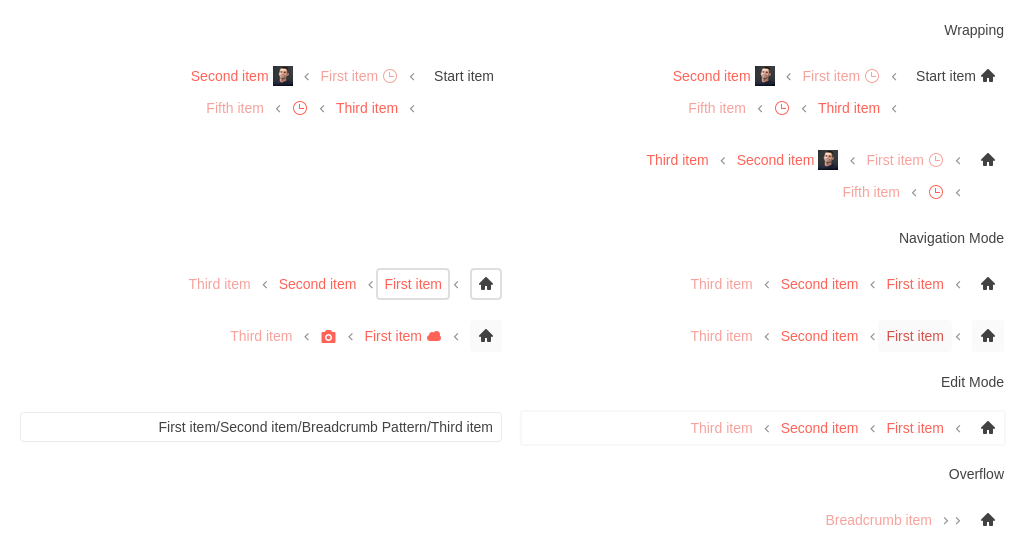 Wrapping
Second item First item Start item
Fifth item Third item
Second item First item Start item
Fifth item Third item
Third item Second item First item
Fifth item
Navigation Mode
Third item Second item First item
Third item Second item First item
Third item First item
Third item Second item First item
Edit Mode
First item/Second item/Breadcrumb Pattern/Third item
Third item Second item First item
Overflow
Breadcrumb item